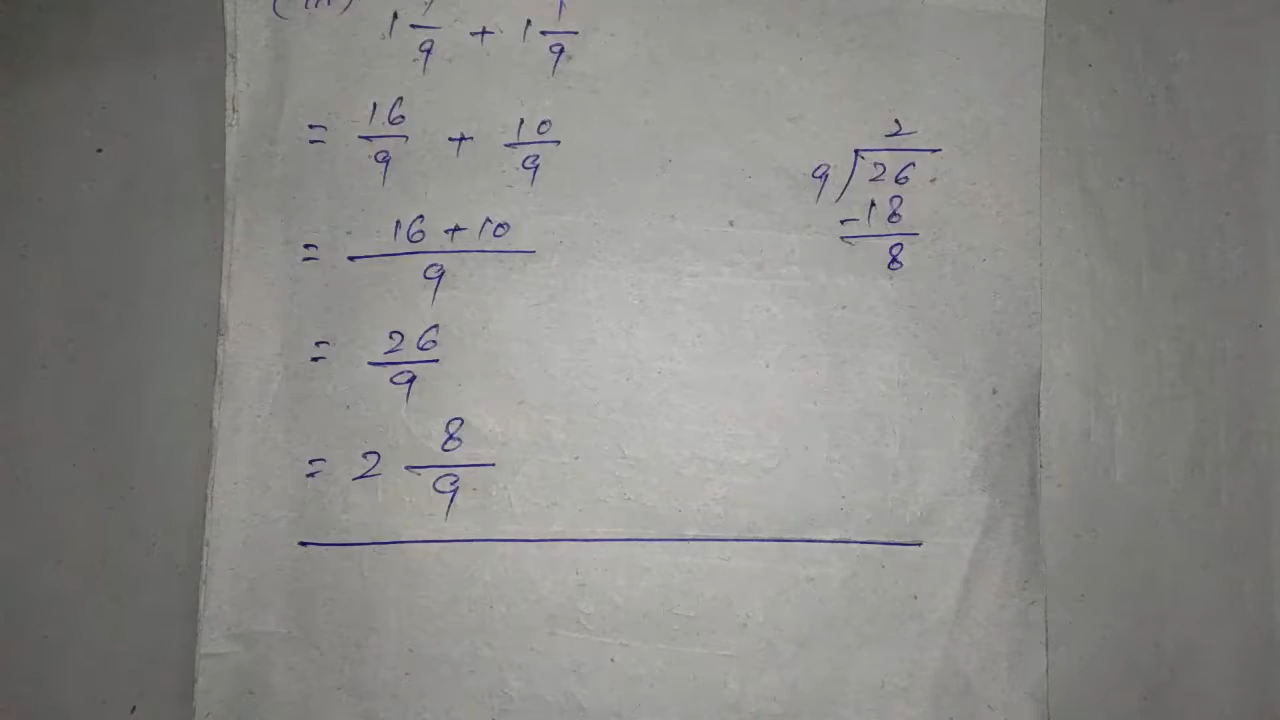 (iii)
1 7/9 + 1 1/9
= 16/9 + 10/9
= (16 + 10)/9
= 26/9
= 2 8/9
2
9 ) 26
-18
8